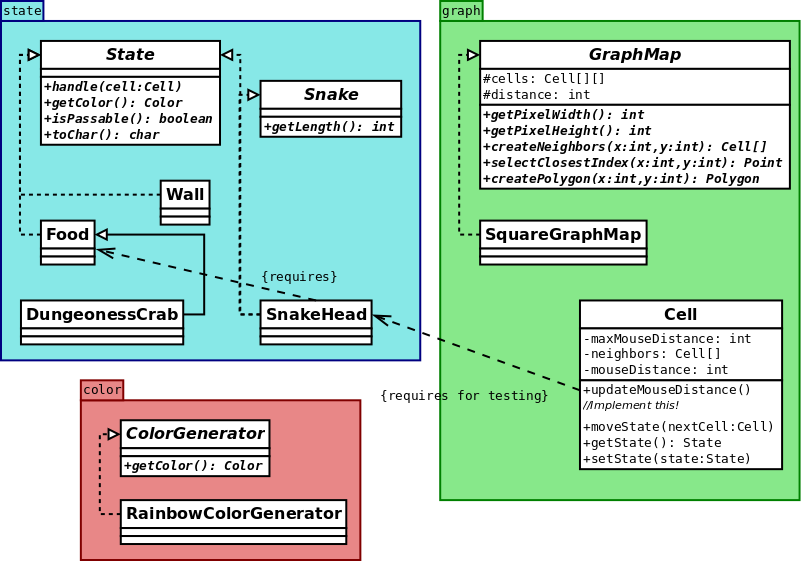 state
State
+handle(cell:Cell)
+getColor(): Color
+isPassable(): boolean
+toChar(): char
Snake
+getLength(): int
Wall
Food
{requires}
DungeonessCrab
SnakeHead
graph
GraphMap
#cells: Cell[][]
#distance: int
+getPixelWidth(): int
+getPixelHeight(): int
+createNeighbors(x:int,y:int): Cell[]
+selectClosestIndex(x:int,y:int): Point
+createPolygon(x:int,y:int): Polygon
SquareGraphMap
Cell
-maxMouseDistance: int
-neighbors: Cell[]
-mouseDistance: int
+updateMouseDistance()
//Implement this!
+moveState(nextCell:Cell)
+getState(): State
+setState(state:State)
{requires for testing}
color
ColorGenerator
+getColor(): Color
RainbowColorGenerator